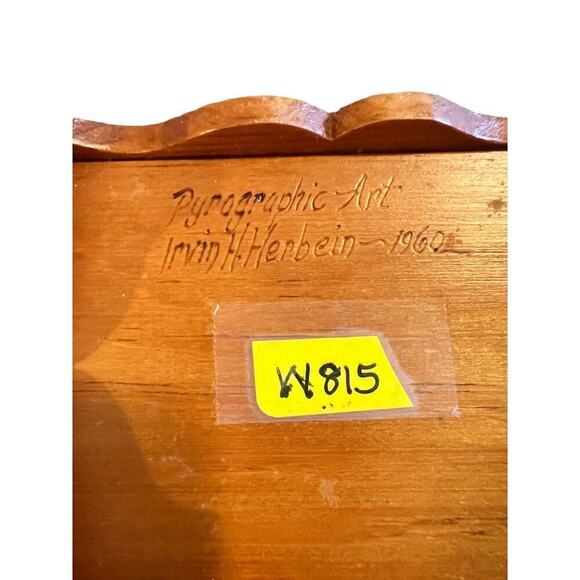 Pyrographic Art
Irvin H. Herbein - 1960
W815